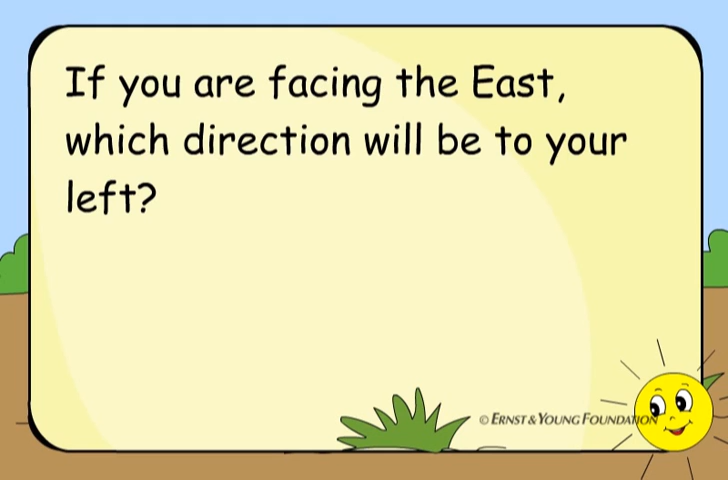 If you are facing the East,
which direction will be to your
left?
© ERNST & YOUNG FOUNDATION